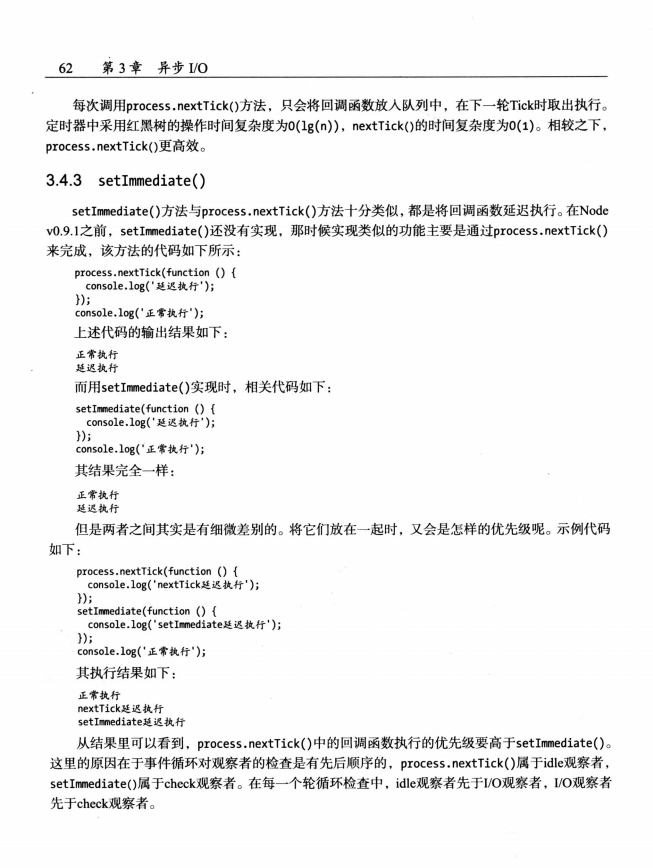 62 第3章 异步 I/O
每次调用process.nextTick()方法，只会将回调函数放入队列中，在下一轮Tick时取出执行。
定时器中采用红黑树的操作时间复杂度为O(lg(n))，nextTick()的时间复杂度为O(1)。相较之下，
process.nextTick()更高效。
3.4.3 setImmediate()
setImmediate()方法与process.nextTick()方法十分类似，都是将回调函数延迟执行。在Node
v0.9.1之前，setImmediate()还没有实现，那时候实现类似的功能主要是通过process.nextTick()
来完成，该方法的代码如下所示：
process.nextTick(function () {
console.log('延迟执行');
});
console.log('正常执行');
上述代码的输出结果如下：
正常执行
延迟执行
而用setImmediate()实现时，相关代码如下：
setImmediate(function () {
console.log('延迟执行');
});
console.log('正常执行');
其结果完全一样：
正常执行
延迟执行
但是两者之间其实是有细微差别的。将它们放在一起时，又会是怎样的优先级呢。示例代码
如下：
process.nextTick(function () {
console.log('nextTick延迟执行');
});
setImmediate(function () {
console.log('setImmediate延迟执行');
});
console.log('正常执行');
其执行结果如下：
正常执行
nextTick延迟执行
setImmediate延迟执行
从结果里可以看到，process.nextTick()中的回调函数执行的优先级要高于setImmediate()。
这里的原因在于事件循环对观察者的检查是有先后顺序的，process.nextTick()属于idle观察者，
setImmediate()属于check观察者。在每一个轮循环检查中，idle观察者先于I/O观察者，I/O观察者
先于check观察者。